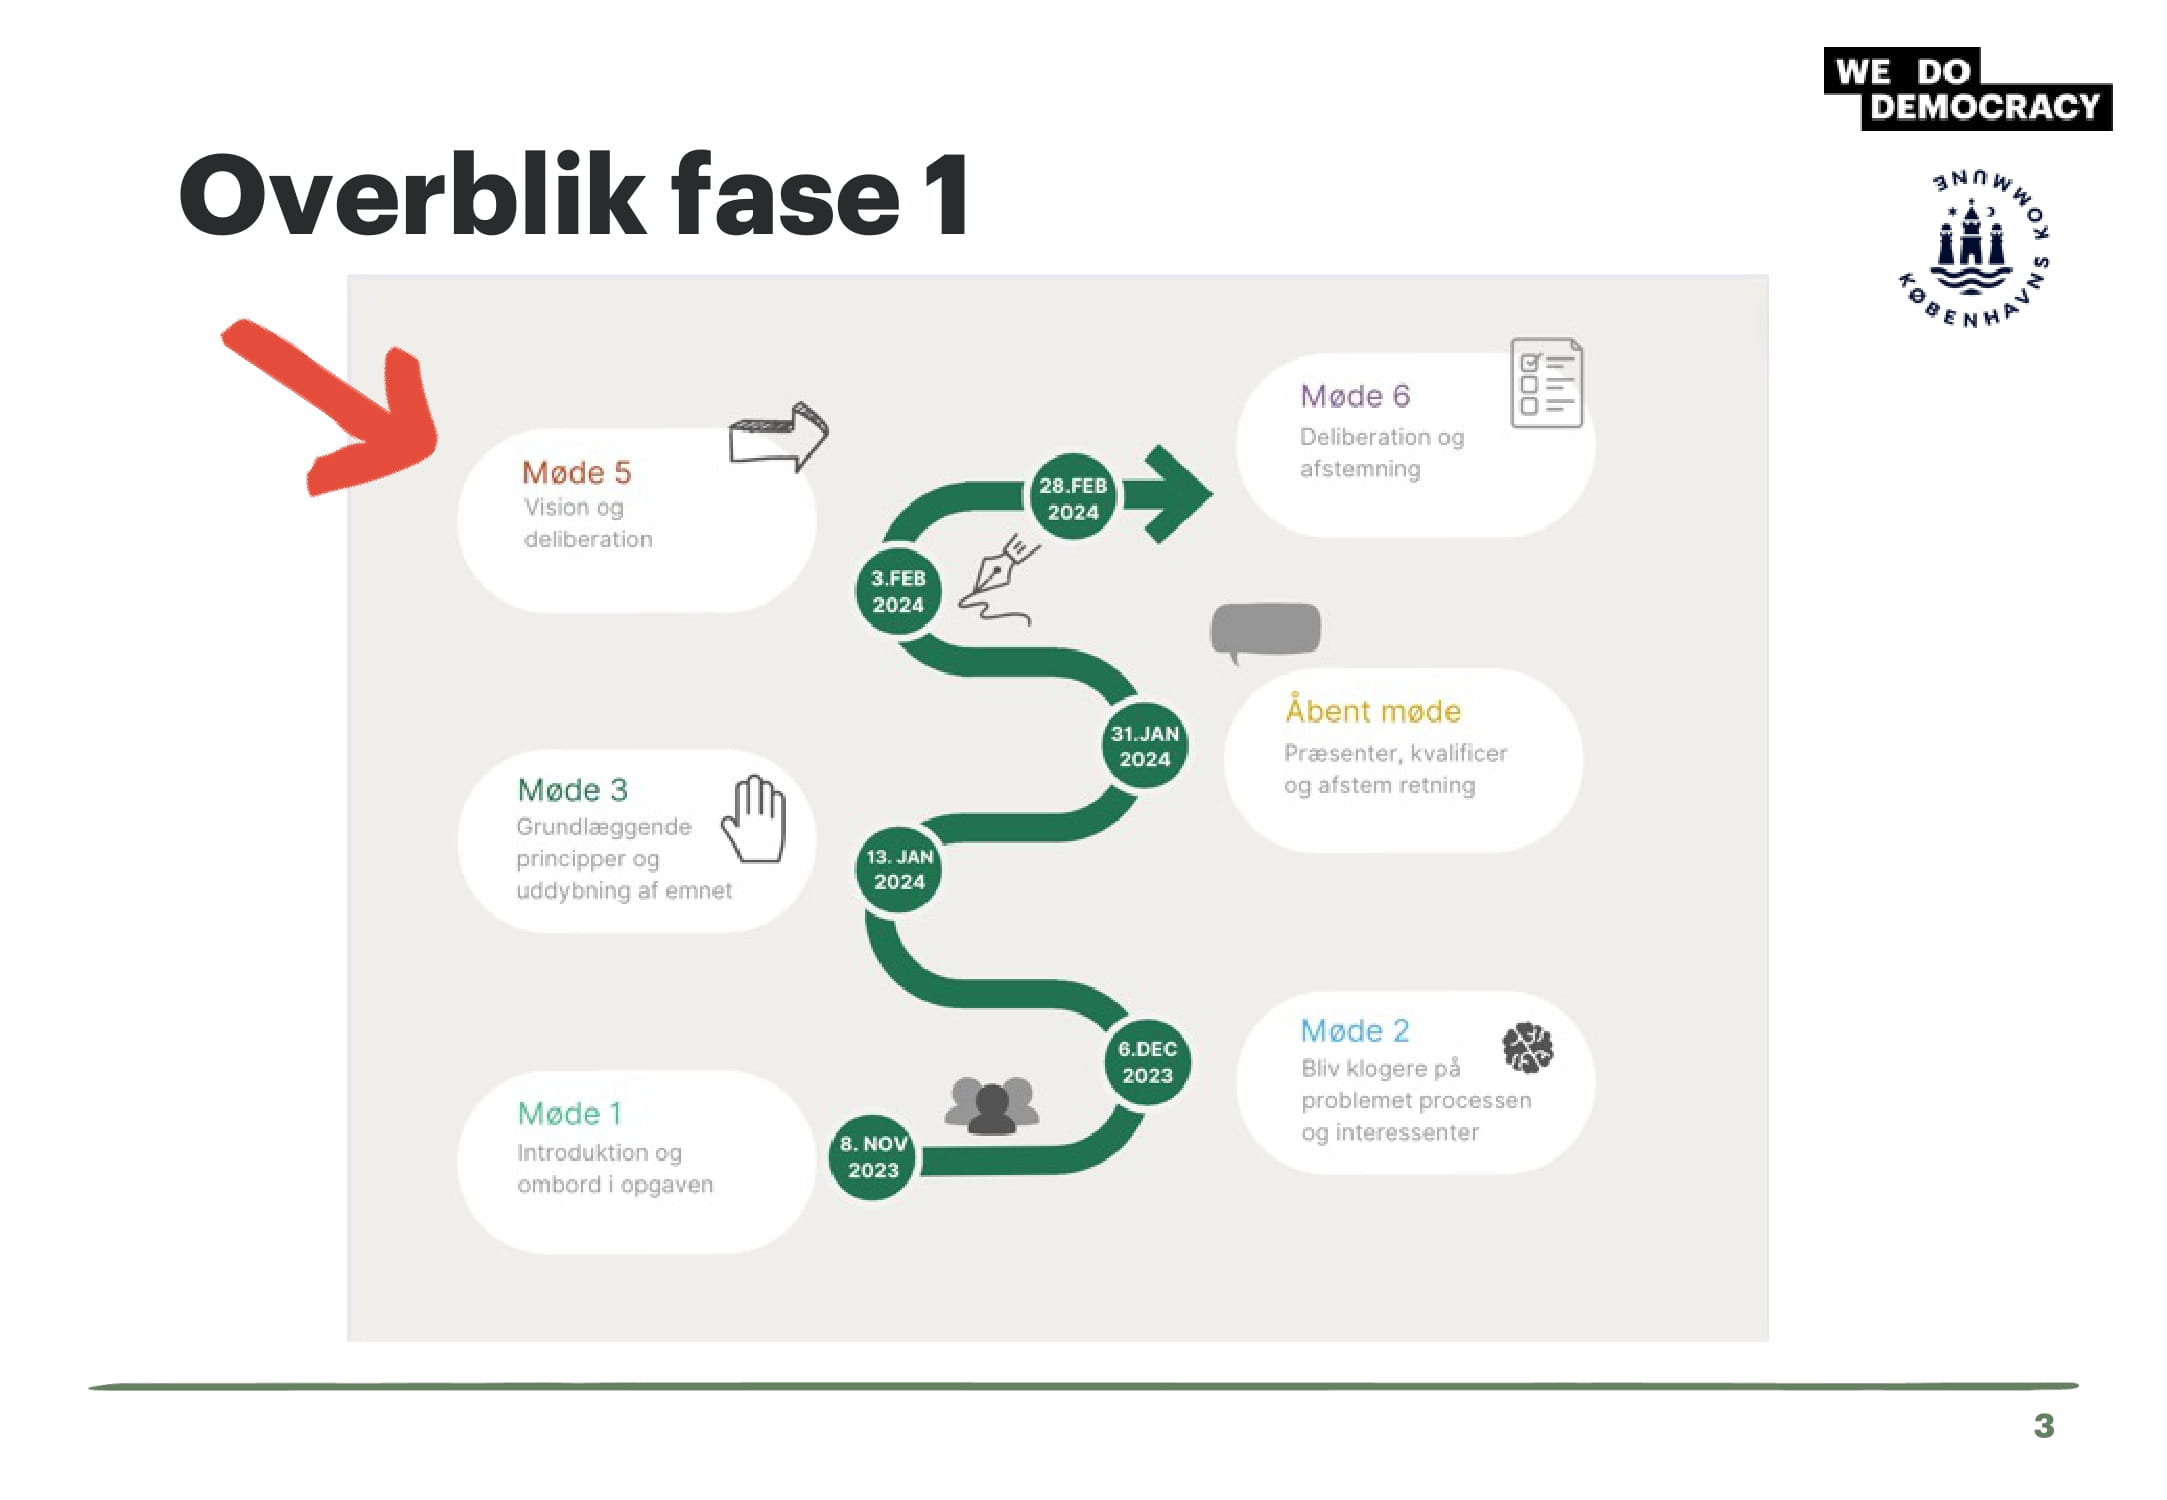 WE DO
DEMOCRACY
KØBENHAVNS KOMMUNE
Overblik fase 1
Møde 5
Vision og
deliberation
Møde 6
Deliberation og
afstemning
28.FEB
2024
3.FEB
2024
Åbent møde
Præsenter, kvalificer
og afstem retning
31.JAN
2024
Møde 3
Grundlæggende
principper og
uddybning af emnet
13. JAN
2024
Møde 2
Bliv klogere på
problemet processen
og interessenter
6.DEC
2023
Møde 1
Introduktion og
ombord i opgaven
8. NOV
2023
3